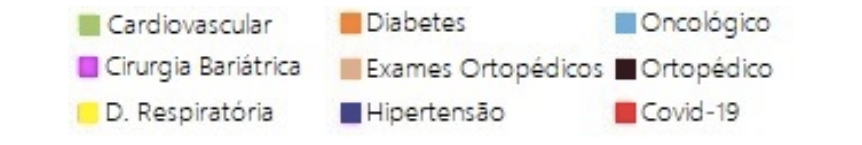 Cardiovascular Diabetes Oncológico
Cirurgia Bariátrica Exames Ortopédicos Ortopédico
D. Respiratória Hipertensão Covid-19